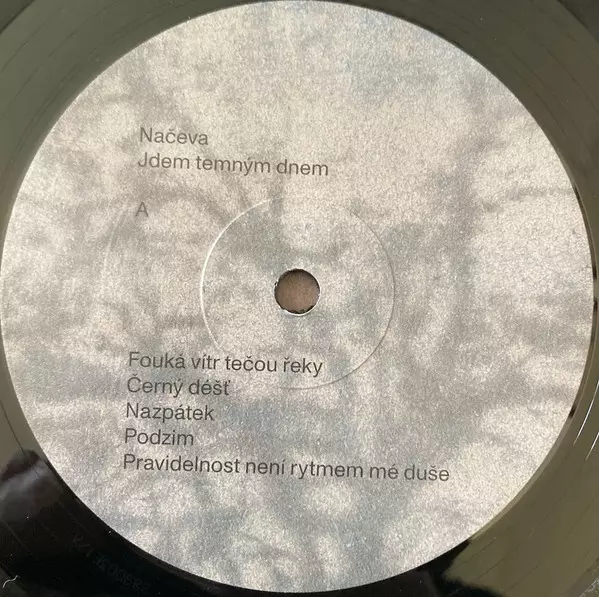 Načeva
Jdem temným dnem
A
Fouká vítr tečou řeky
Černý déšť
Nazpátek
Podzim
Pravidelnost není rytmem mé duše